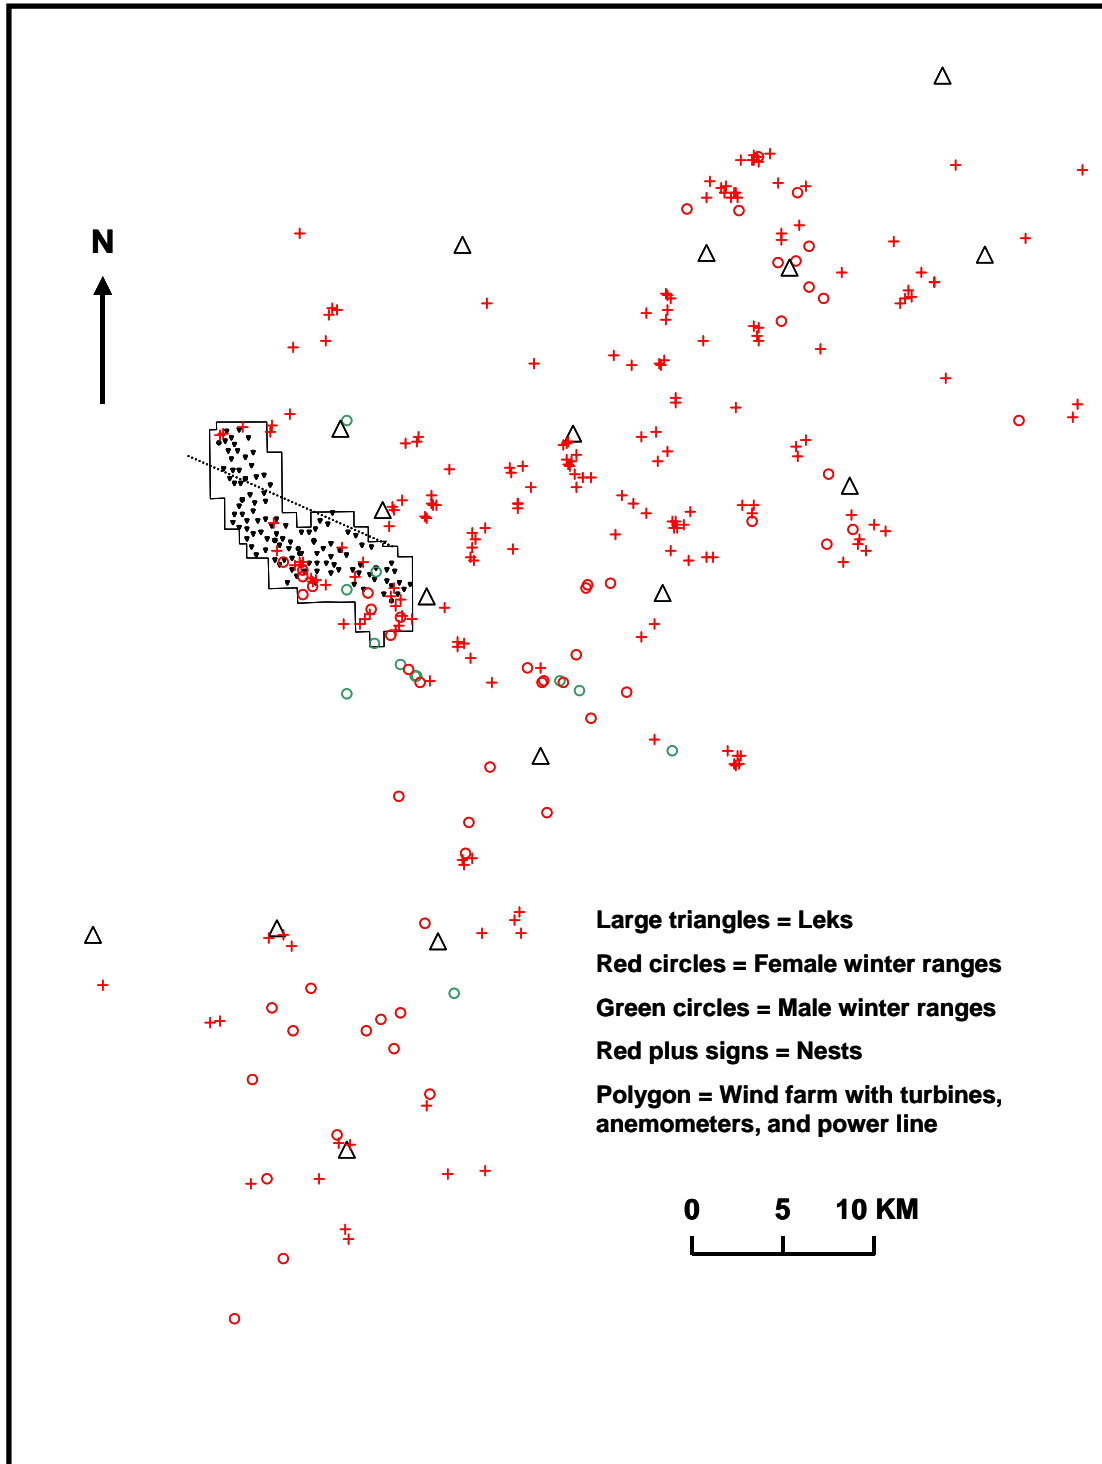 N
Large triangles = Leks
Red circles = Female winter ranges
Green circles = Male winter ranges
Red plus signs = Nests
Polygon = Wind farm with turbines,
anemometers, and power line
0 5 10 KM